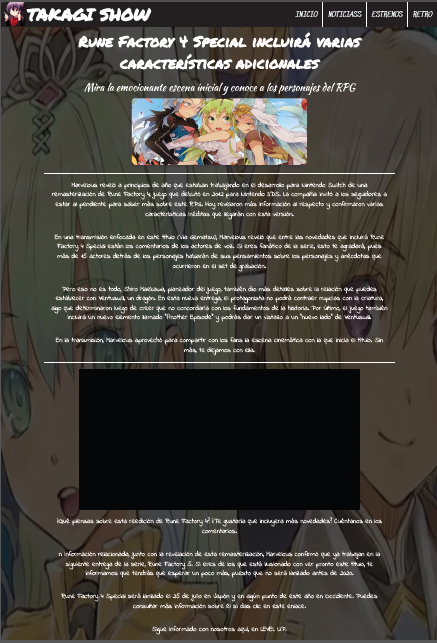 TAKAGI SHOW
INICIO
NOTICIASS
ESTRENOS
RETRO
Rune Factory 4 Special incluirá varias
características adicionales
Mira la emocionante escena inicial y conoce a los personajes del RPG
Marvelous reveló a principios de año que estaban trabajando en el desarrollo para Nintendo Switch de una
remasterización de Rune Factory 4, juego que debutó en 2012 para Nintendo 3DS. La compañía invitó a los seguidores a
estar al pendiente para saber más sobre este RPG. Hoy revelaron más información al respecto y confirmaron varias
características inéditas que llegarán con esta versión.
En una transmisión enfocada en este título (vía Gematsu), Marvelous reveló que entre las novedades que incluirá Rune
Factory 4 Special están los comentarios de los actores de voz. Si eres fanático de la serie, esto te agradará, pues
más de 15 actores detrás de los personajes hablarán de sus pensamientos sobre los personajes y anécdotas que
ocurrieron en el set de grabación.
Pero eso no es todo, Shiro Maekawa, planeador del juego, también dio más detalles sobre la relación que puedes
establecer con Ventuswill, un dragón. En esta nueva entrega, el protagonista no podrá contraer nupcias con la criatura,
algo que determinaron luego de creer que no concordaría con los fundamentos de la historia. Por último, el juego también
incluirá un nuevo elemento llamado "Another Episode" y podrás dar un vistazo a un "nuevo lado" de Ventuswill.
En la transmisión, Marvelous aprovechó para compartir con los fans la escena cinemática con la que inicia el título. Sin
más, te dejamos con ella.
¿Qué piensas sobre esta reedición de Rune Factory 4? ¿Te gustaría que incluyera más novedades? Cuéntanos en los
comentarios.
n información relacionada, junto con la revelación de esta remasterización, Marvelous confirmó que ya trabajan en la
siguiente entrega de la serie, Rune Factory 5. Si eres de los que está ilusionado con ver pronto este título, te
informamos que tendrás que esperar un poco más, puesto que no será lanzado antes de 2020.
Rune Factory 4 Special será lanzado el 25 de julio en Japón y en algún punto de este año en Occidente. Puedes
consultar más información sobre él si das clic en este enlace.
Sigue informado con nosotros aquí, en LEVEL UP.